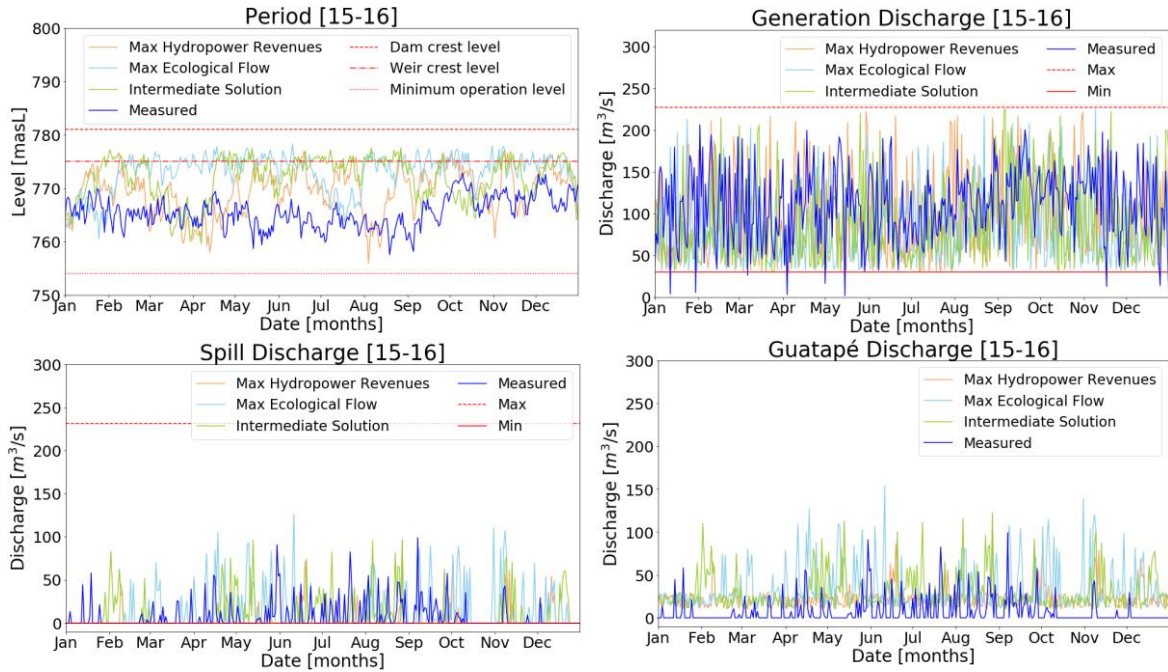 Period [15-16]
800
790
780
770
760
750
Level [masL]
Max Hydropower Revenues
Max Ecological Flow
Intermediate Solution
Measured
Dam crest level
Weir crest level
Minimum operation level
Jan Feb Mar Apr May Jun Jul Aug Sep Oct Nov Dec
Date [months]
Generation Discharge [15-16]
300
250
200
150
100
50
0
Discharge [m³/s]
Max Hydropower Revenues
Max Ecological Flow
Intermediate Solution
Measured
Max
Min
Jan Feb Mar Apr May Jun Jul Aug Sep Oct Nov Dec
Date [months]
Spill Discharge [15-16]
300
250
200
150
100
50
0
Discharge [m³/s]
Max Hydropower Revenues
Max Ecological Flow
Intermediate Solution
Measured
Max
Min
Jan Feb Mar Apr May Jun Jul Aug Sep Oct Nov Dec
Date [months]
Guatapé Discharge [15-16]
300
250
200
150
100
50
0
Discharge [m³/s]
Max Hydropower Revenues
Max Ecological Flow
Intermediate Solution
Measured
Jan Feb Mar Apr May Jun Jul Aug Sep Oct Nov Dec
Date [months]